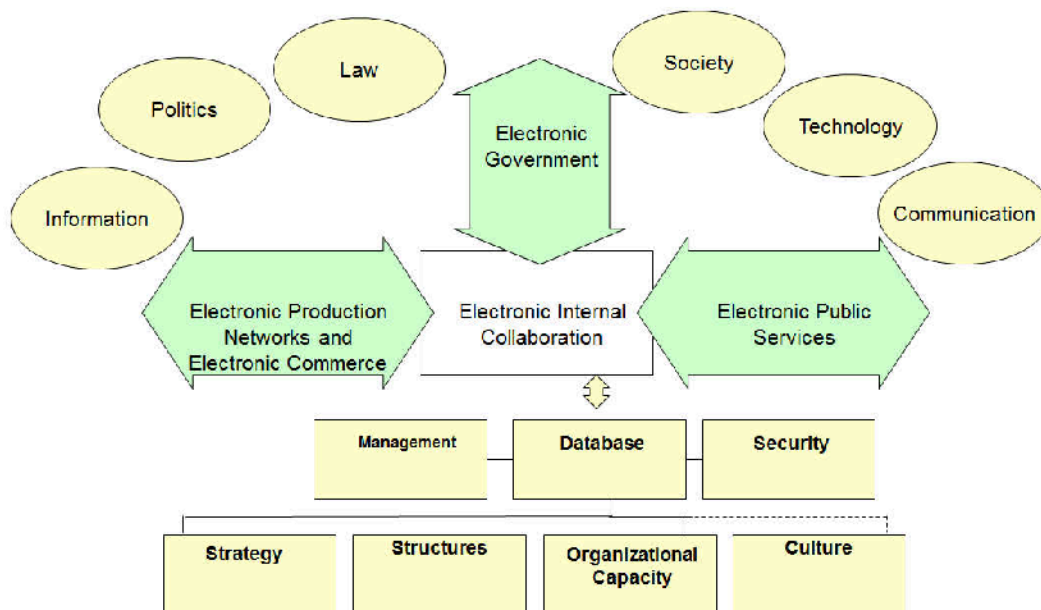 Law
Society
Politics
Technology
Electronic
Government
Information
Communication
Electronic Production
Networks and
Electronic Commerce
Electronic Internal
Collaboration
Electronic Public
Services
Management
Database
Security
Strategy
Structures
Organizational
Capacity
Culture